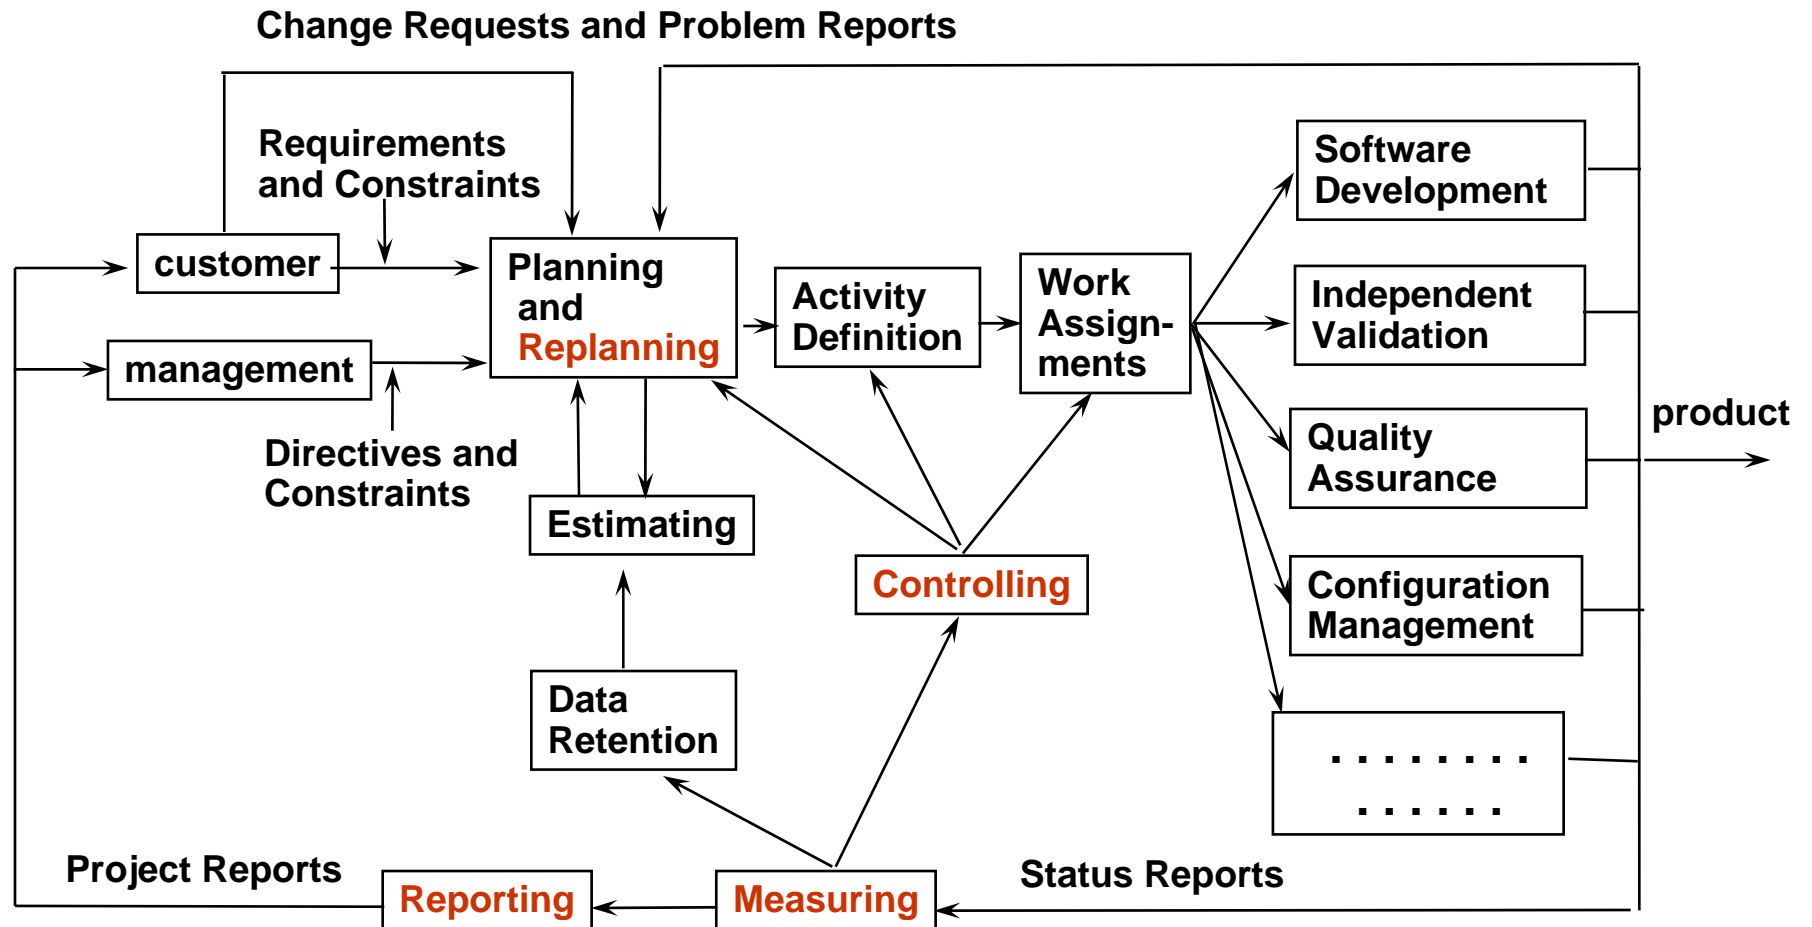 Change Requests and Problem Reports
Requirements
and Constraints
customer
management
Directives and
Constraints
Planning
and
Replanning
Activity
Definition
Work
Assign-
ments
Software
Development
Independent
Validation
Quality
Assurance
Configuration
Management
. . . . . . . .
. . . . . .
product
Estimating
Controlling
Data
Retention
Project Reports
Reporting
Measuring
Status Reports